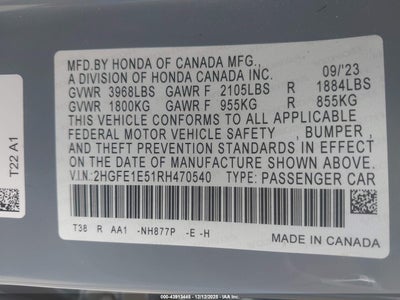 MFD.BY HONDA OF CANADA MFG.,
A DIVISION OF HONDA CANADA INC. 09/'23
GVWR 3968LBS GAWR F 2105LBS R 1884LBS
GVWR 1800KG GAWR F 955KG R 855KG
THIS VEHICLE CONFORMS TO ALL APPLICABLE
FEDERAL MOTOR VEHICLE SAFETY , BUMPER ,
AND THEFT PREVENTION STANDARDS IN EFFECT ON
THE DATE OF MANUFACTURE SHOWN ABOVE.
V.I.N:2HGFE1E51RH470540 TYPE: PASSENGER CAR
T38 R AA1 -NH877P -E -H
MADE IN CANADA
T22 A1
000-43913445 - 12/12/2025 - IAA, Inc.